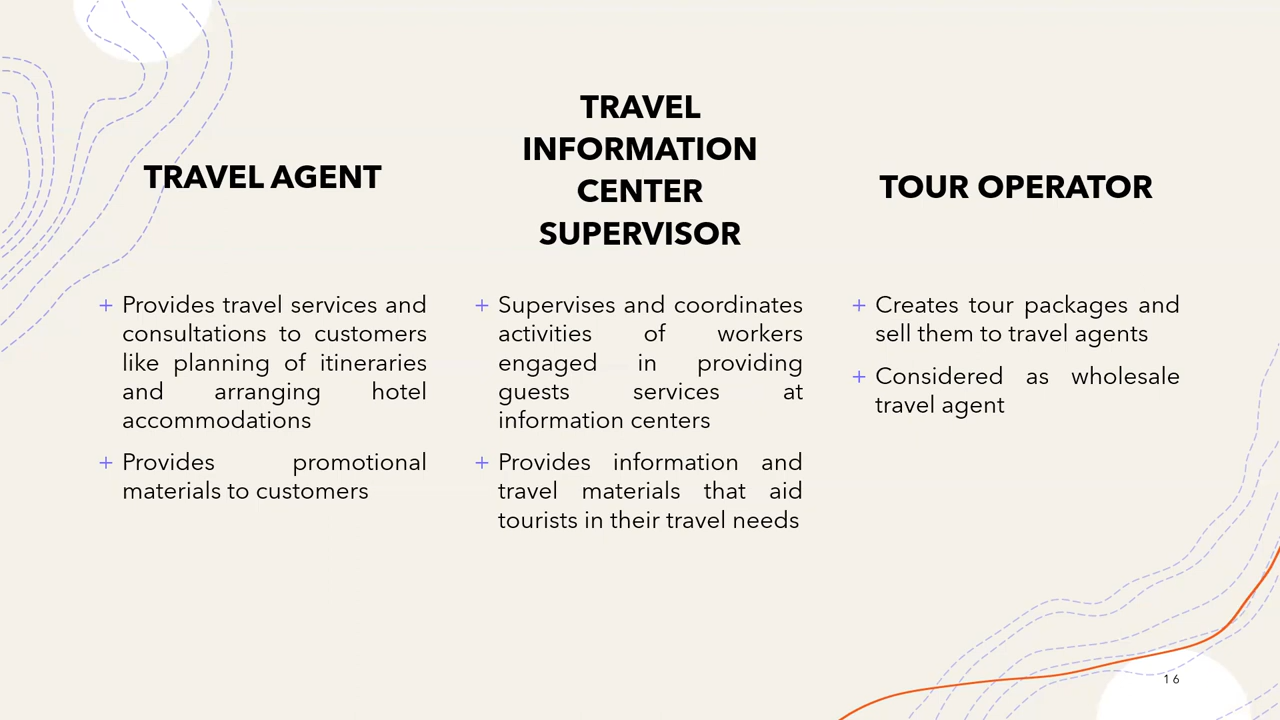 TRAVEL AGENT
+ Provides travel services and
consultations to customers
like planning of itineraries
and arranging hotel
accommodations
+ Provides promotional
materials to customers
TRAVEL
INFORMATION
CENTER
SUPERVISOR
+ Supervises and coordinates
activities of workers
engaged in providing
guests services at
information centers
+ Provides information and
travel materials that aid
tourists in their travel needs
TOUR OPERATOR
+ Creates tour packages and
sell them to travel agents
+ Considered as wholesale
travel agent
16